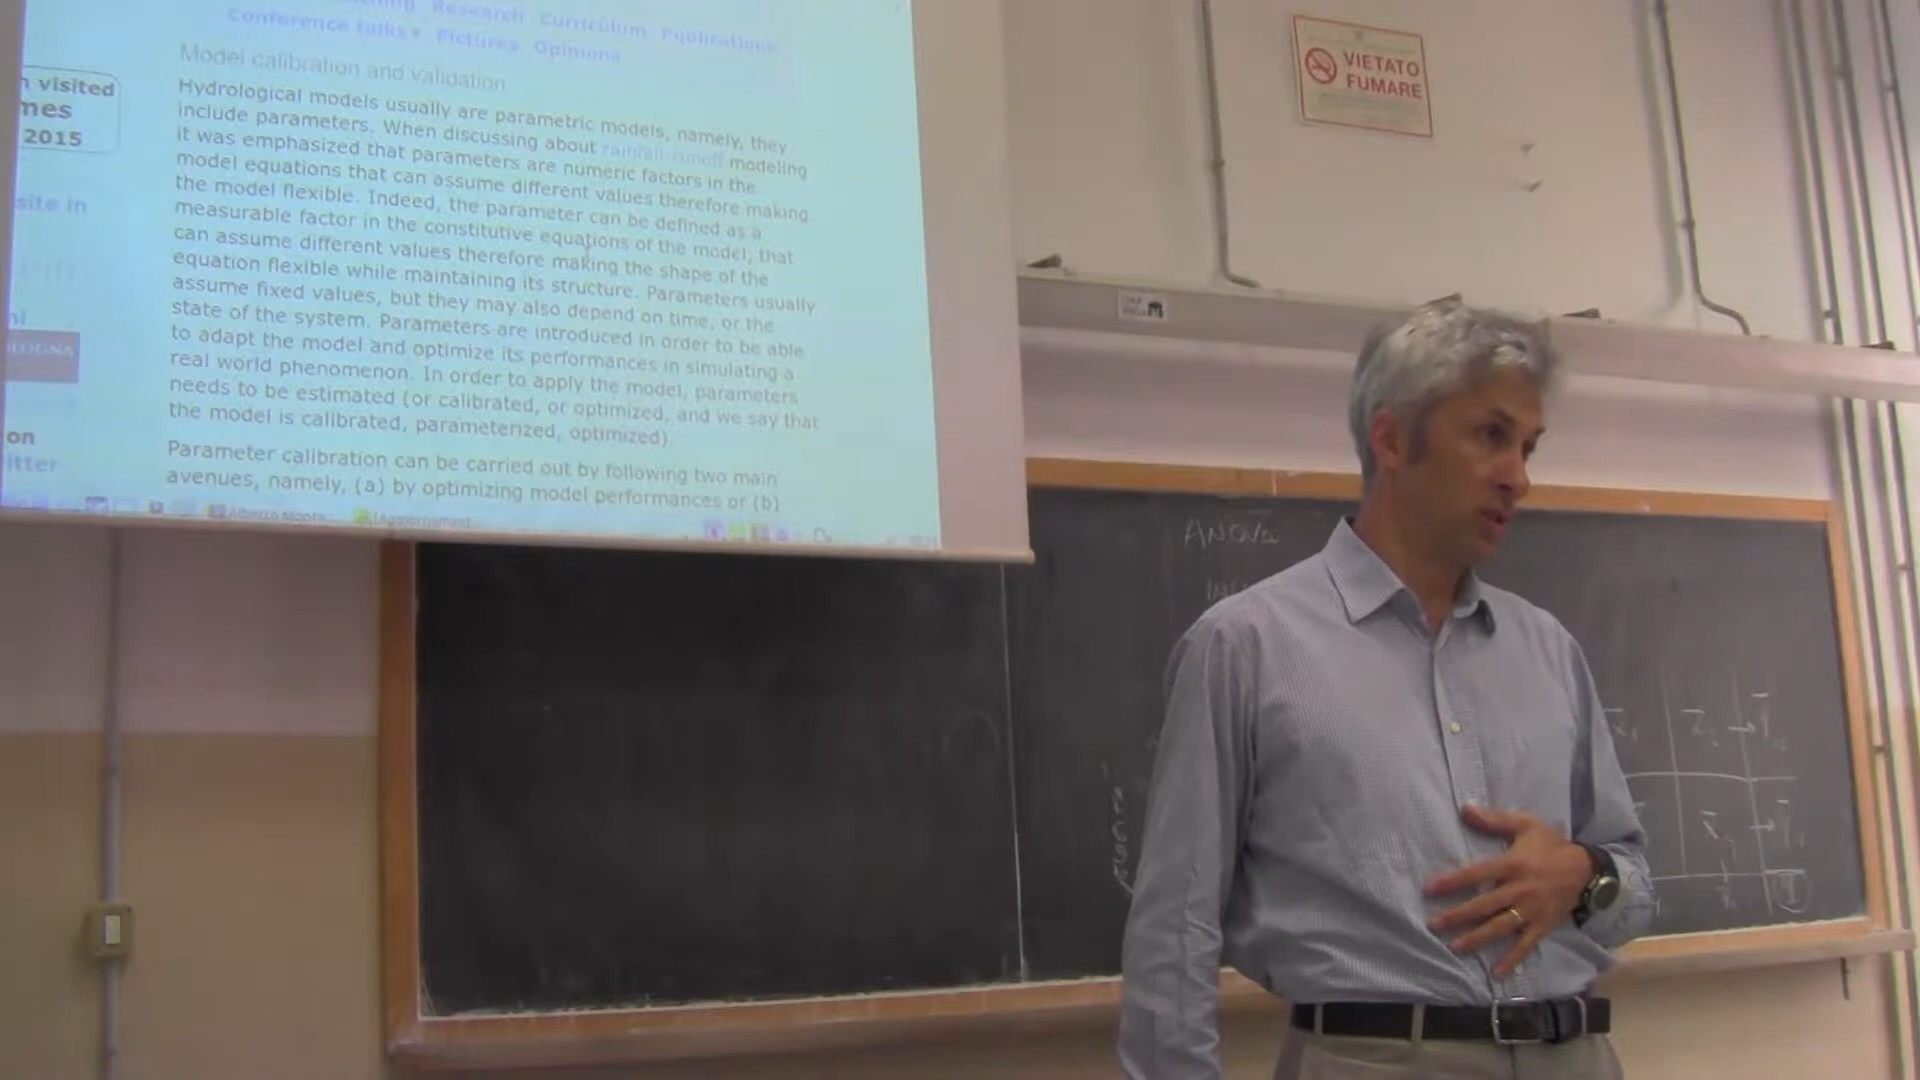 Research Curriculum Publications
Conference talks Pictures Opinions
Model calibration and validation
visited
2015
Hydrological models usually are parametric models, namely, they
include parameters. When discussing about rainfall-runoff modeling
it was emphasized that parameters are numeric factors in the
model equations that can assume different values therefore making
the model flexible. Indeed, the parameter can be defined as a
measurable factor in the constitutive equations of the model, that
can assume different values therefore making the shape of the
equation flexible while maintaining its structure. Parameters usually
assume fixed values, but they may also depend on time, or the
state of the system. Parameters are introduced in order to be able
to adapt the model and optimize its performances in simulating a
real world phenomenon. In order to apply the model, parameters
needs to be estimated (or calibrated, or optimized, and we say that
the model is calibrated, parameterized, optimized).
Parameter calibration can be carried out by following two main
avenues, namely, (a) by optimizing model performances or (b)
site in
on
VIETATO
FUMARE
ANOVA